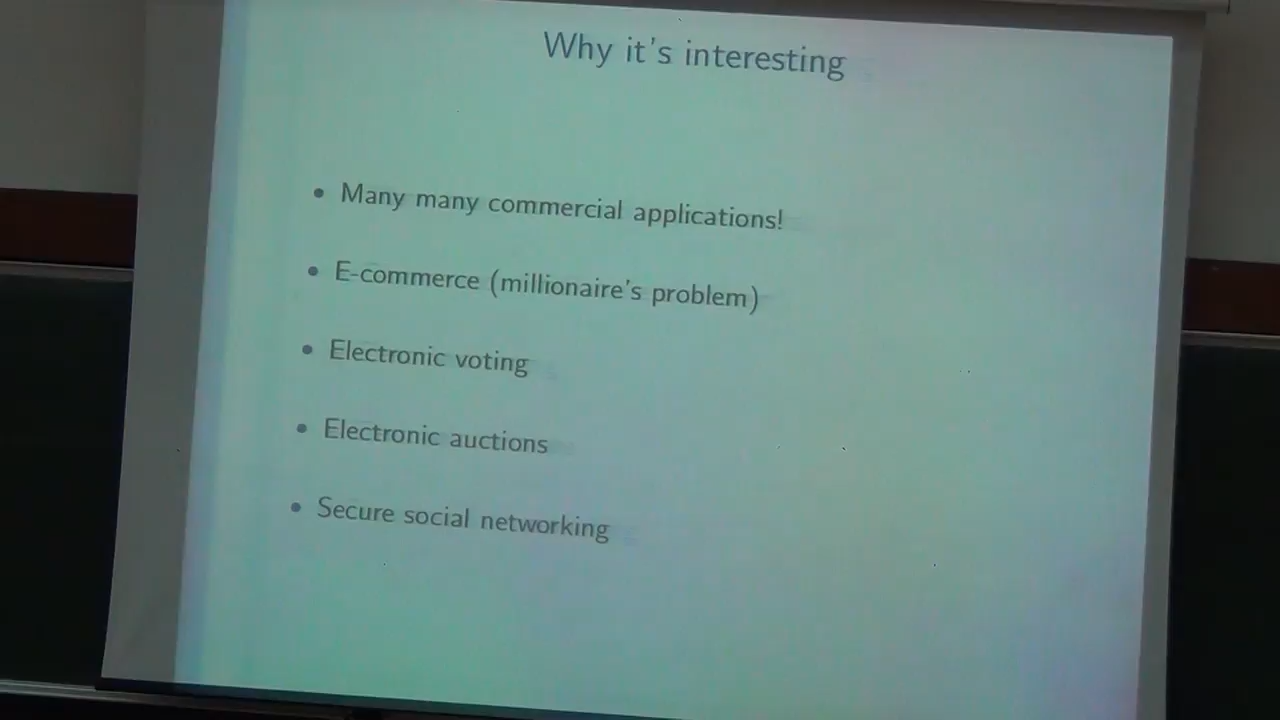 Why it's interesting
• Many many commercial applications!
• E-commerce (millionaire's problem)
• Electronic voting
• Electronic auctions
• Secure social networking